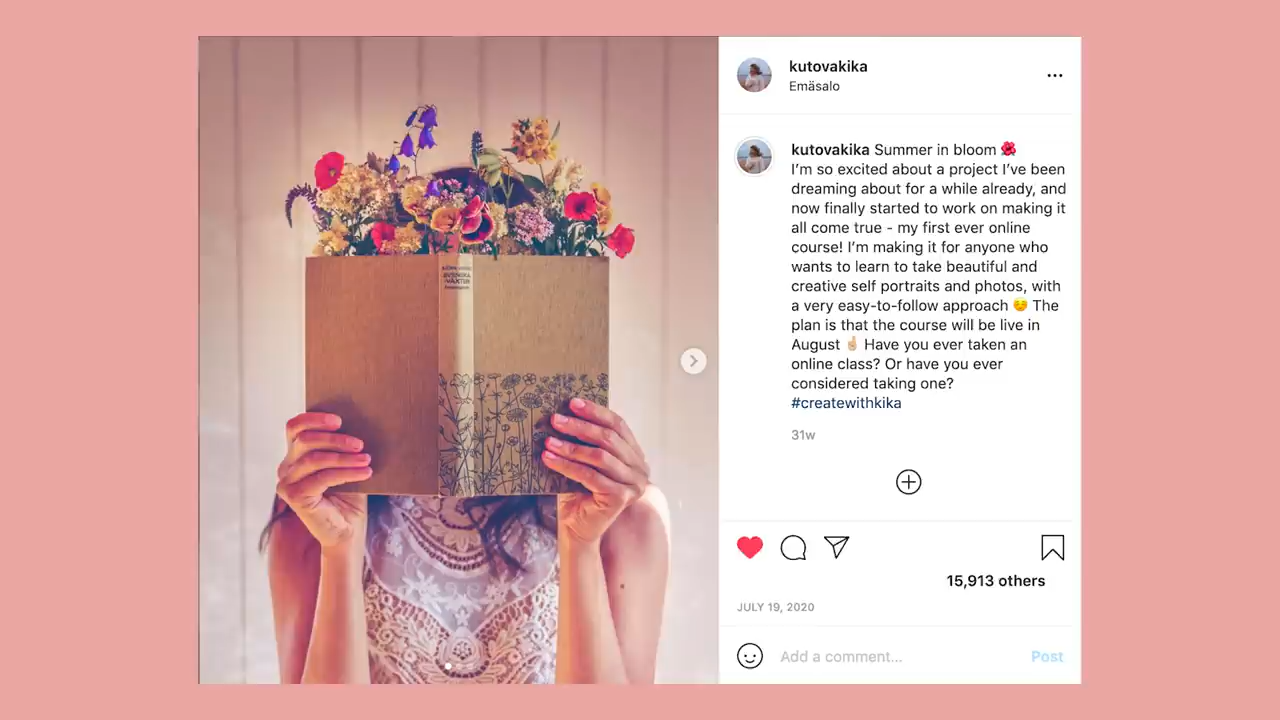 kutovakika
Emäsalo
kutovakika Summer in bloom 🌺
I'm so excited about a project I've been
dreaming about for a while already, and
now finally started to work on making it
all come true - my first ever online
course! I'm making it for anyone who
wants to learn to take beautiful and
creative self portraits and photos, with
a very easy-to-follow approach ☺️ The
plan is that the course will be live in
August ☝🏼 Have you ever taken an
online class? Or have you ever
considered taking one?
#createwithkika
31w
15,913 others
JULY 19, 2020
Add a comment... Post
SVENSKA
VÄXTER